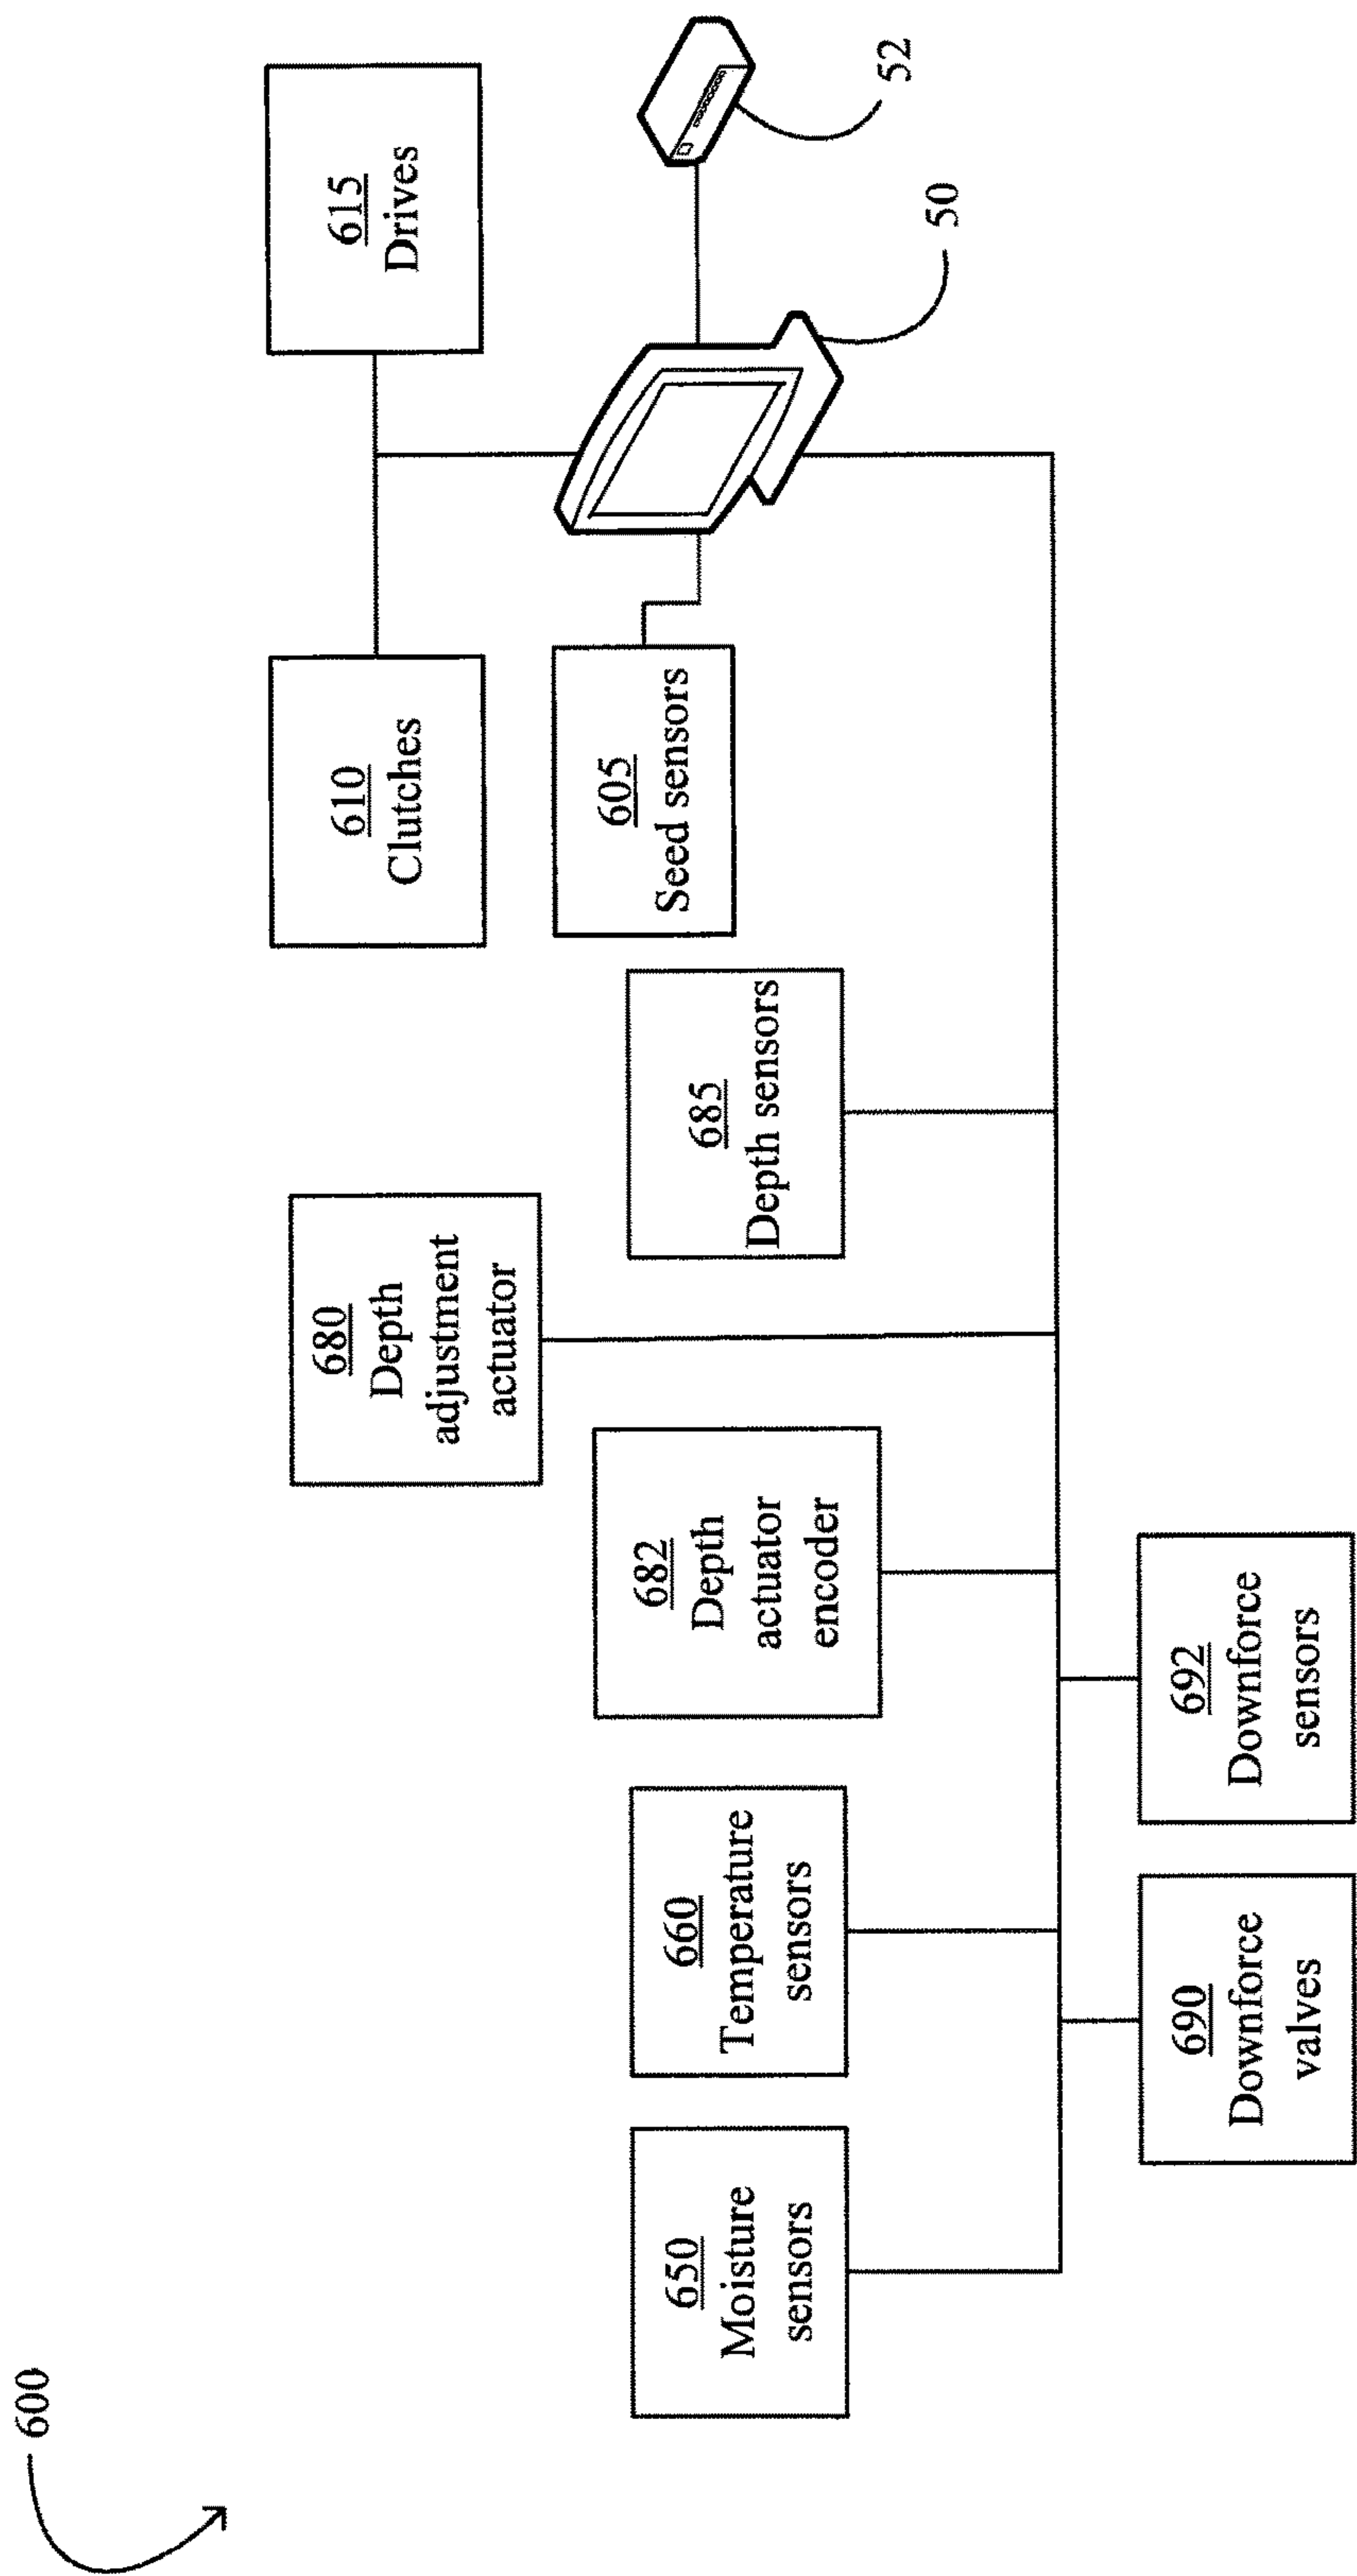 600
650
Moisture
sensors
660
Temperature
sensors
682
Depth
actuator
encoder
680
Depth
adjustment
actuator
685
Depth sensors
610
Clutches
605
Seed sensors
615
Drives
690
Downforce
valves
692
Downforce
sensors
50
52